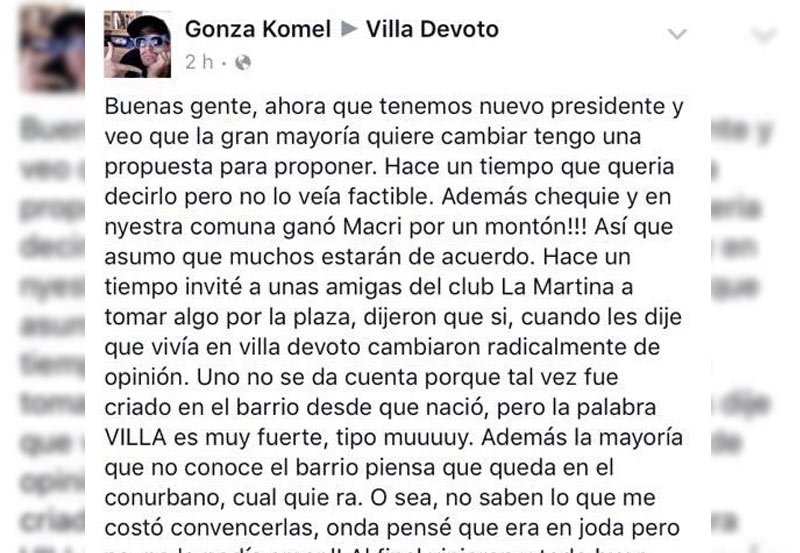 Gonza Komel ▶ Villa Devoto
2 h ·
Buenas gente, ahora que tenemos nuevo presidente y
veo que la gran mayoría quiere cambiar tengo una
propuesta para proponer. Hace un tiempo que queria
decirlo pero no lo veía factible. Además chequie y en
nyestra comuna ganó Macri por un montón!!! Así que
asumo que muchos estarán de acuerdo. Hace un
tiempo invité a unas amigas del club La Martina a
tomar algo por la plaza, dijeron que si, cuando les dije
que vivía en villa devoto cambiaron radicalmente de
opinión. Uno no se da cuenta porque tal vez fue
criado en el barrio desde que nació, pero la palabra
VILLA es muy fuerte, tipo muuuuy. Además la mayoría
que no conoce el barrio piensa que queda en el
conurbano, cual quie ra. O sea, no saben lo que me
costó convencerlas, onda pensé que era en joda pero